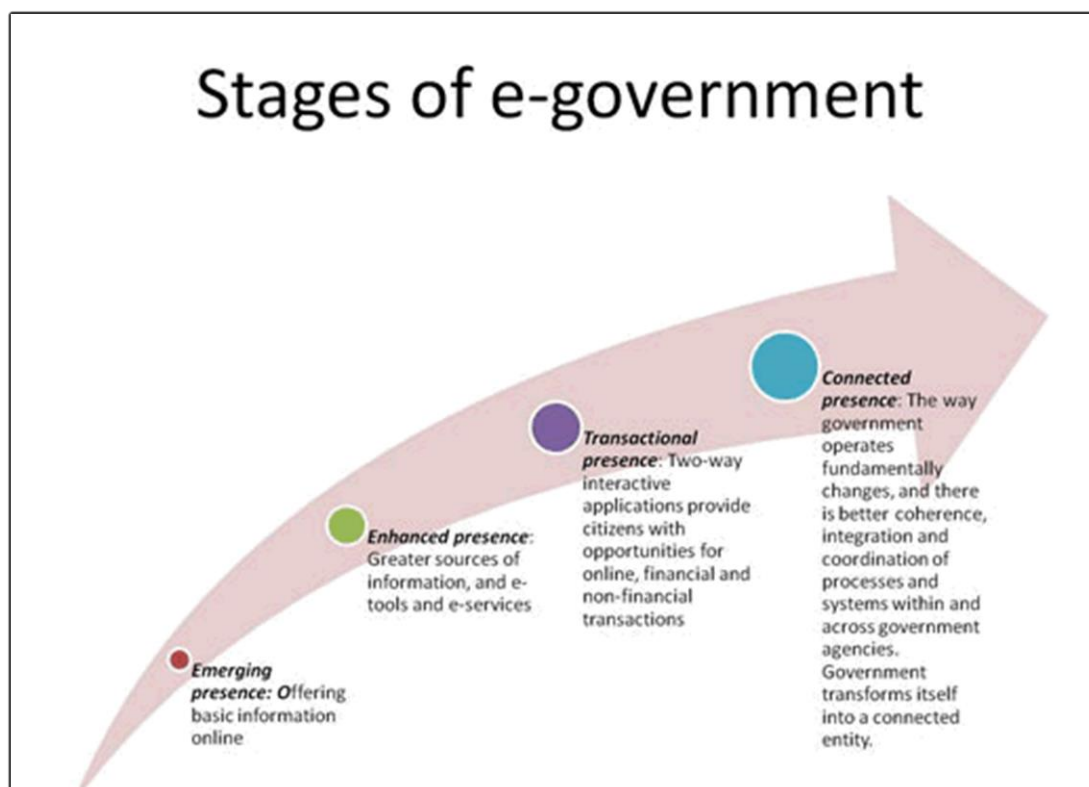 Stages of e-government
Emerging
presence: Offering
basic information
online
Enhanced presence:
Greater sources of
information, and e-
tools and e-services
Transactional
presence: Two-way
interactive
applications provide
citizens with
opportunities for
online, financial and
non-financial
transactions
Connected
presence: The way
government
operates
fundamentally
changes, and there
is better coherence,
integration and
coordination of
processes and
systems within and
across government
agencies.
Government
transforms itself
into a connected
entity.